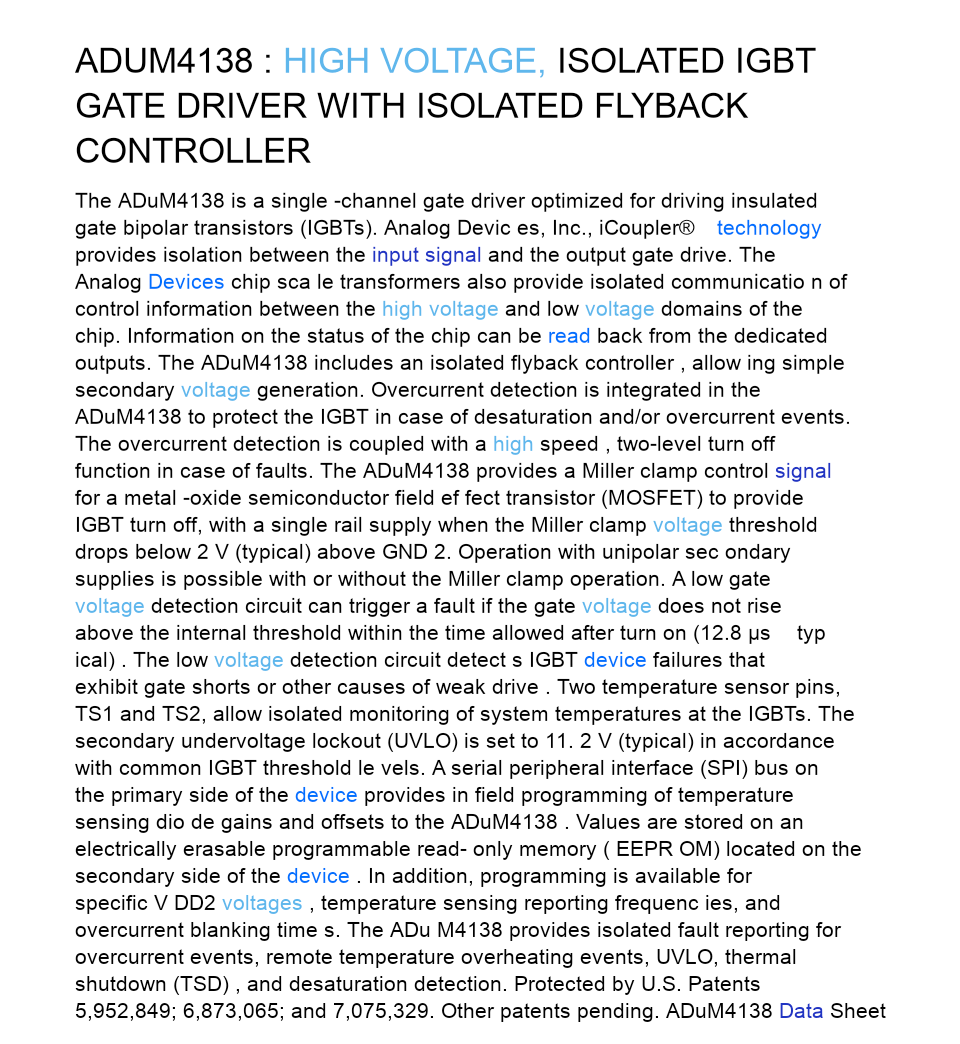 ADUM4138 : HIGH VOLTAGE, ISOLATED IGBT
GATE DRIVER WITH ISOLATED FLYBACK
CONTROLLER
The ADuM4138 is a single -channel gate driver optimized for driving insulated
gate bipolar transistors (IGBTs). Analog Devic es, Inc., iCoupler® technology
provides isolation between the input signal and the output gate drive. The
Analog Devices chip sca le transformers also provide isolated communicatio n of
control information between the high voltage and low voltage domains of the
chip. Information on the status of the chip can be read back from the dedicated
outputs. The ADuM4138 includes an isolated flyback controller , allow ing simple
secondary voltage generation. Overcurrent detection is integrated in the
ADuM4138 to protect the IGBT in case of desaturation and/or overcurrent events.
The overcurrent detection is coupled with a high speed , two-level turn off
function in case of faults. The ADuM4138 provides a Miller clamp control signal
for a metal -oxide semiconductor field ef fect transistor (MOSFET) to provide
IGBT turn off, with a single rail supply when the Miller clamp voltage threshold
drops below 2 V (typical) above GND 2. Operation with unipolar sec ondary
supplies is possible with or without the Miller clamp operation. A low gate
voltage detection circuit can trigger a fault if the gate voltage does not rise
above the internal threshold within the time allowed after turn on (12.8 µs typ
ical) . The low voltage detection circuit detect s IGBT device failures that
exhibit gate shorts or other causes of weak drive . Two temperature sensor pins,
TS1 and TS2, allow isolated monitoring of system temperatures at the IGBTs. The
secondary undervoltage lockout (UVLO) is set to 11. 2 V (typical) in accordance
with common IGBT threshold le vels. A serial peripheral interface (SPI) bus on
the primary side of the device provides in field programming of temperature
sensing dio de gains and offsets to the ADuM4138 . Values are stored on an
electrically erasable programmable read- only memory ( EEPR OM) located on the
secondary side of the device . In addition, programming is available for
specific V DD2 voltages , temperature sensing reporting frequenc ies, and
overcurrent blanking time s. The ADu M4138 provides isolated fault reporting for
overcurrent events, remote temperature overheating events, UVLO, thermal
shutdown (TSD) , and desaturation detection. Protected by U.S. Patents
5,952,849; 6,873,065; and 7,075,329. Other patents pending. ADuM4138 Data Sheet